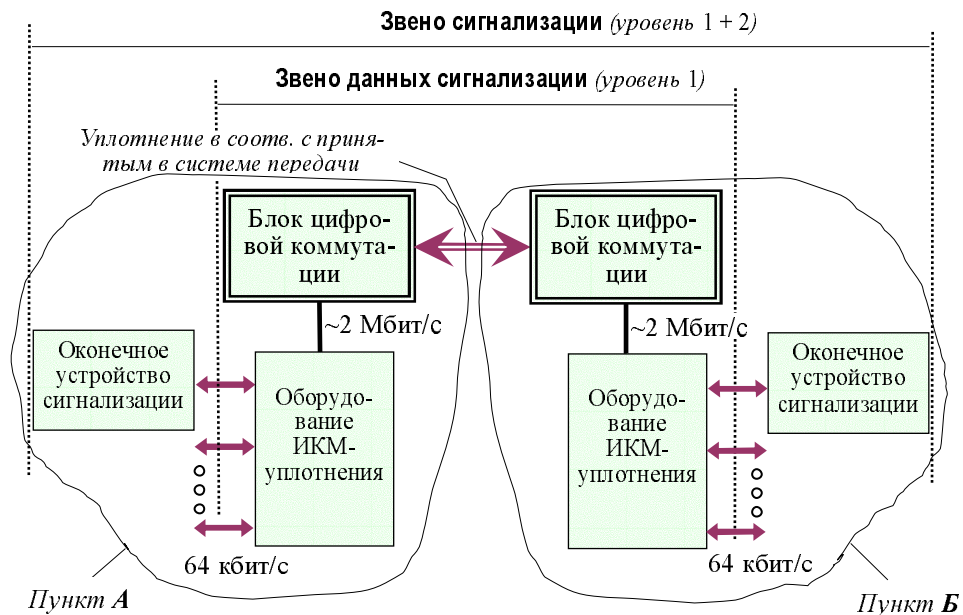 Звено сигнализации (уровень 1 + 2)
Звено данных сигнализации (уровень 1)
Уплотнение в соотв. с приня-
тым в системе передачи
Блок цифро-
вой коммута-
ции
Блок цифро-
вой коммута-
ции
~2 Мбит/с
~2 Мбит/с
Оконечное
устройство
сигнализации
Оборудо-
вание
ИКМ-
уплотнения
Оборудо-
вание
ИКМ-
уплотнения
Оконечное
устройство
сигнализации
64 кбит/с
64 кбит/с
Пункт А
Пункт Б